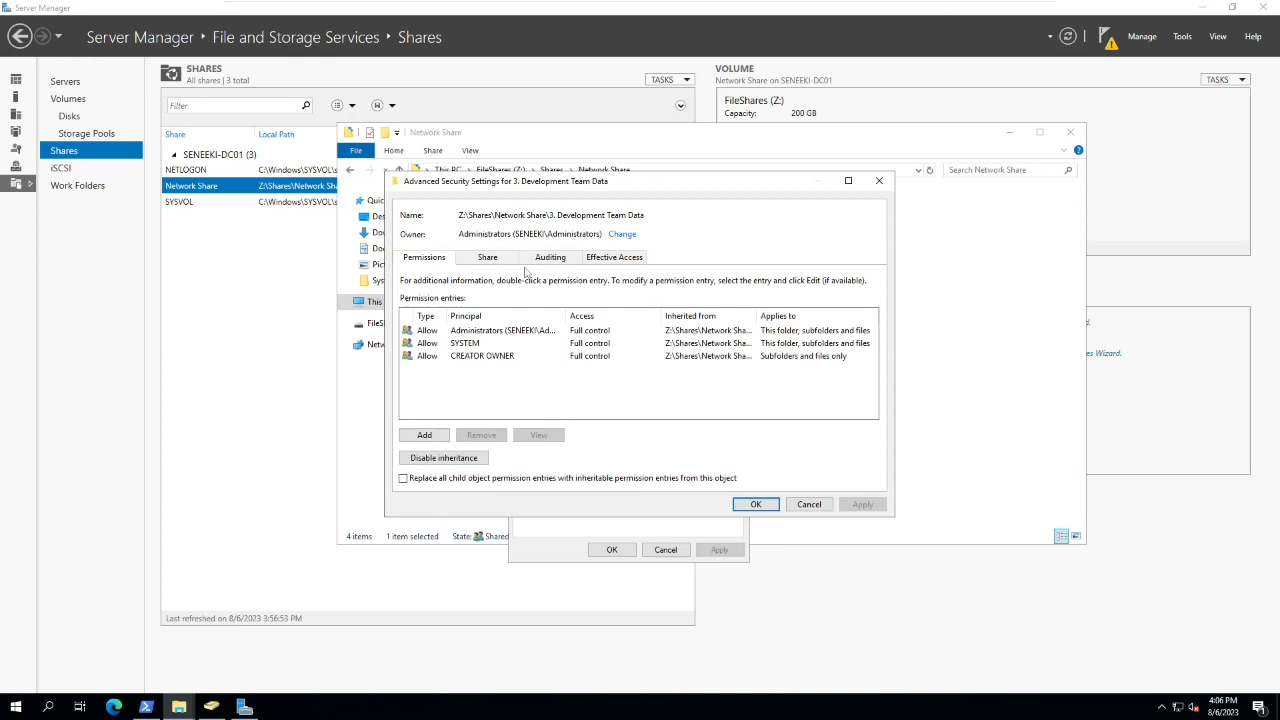 Server Manager
Server Manager • File and Storage Services • Shares
Manage Tools View Help
Servers
Volumes
Disks
Storage Pools
Shares
iSCSI
Work Folders
SHARES
All shares | 3 total
TASKS
Filter
Share Local Path
SENEEKI-DC01 (3)
NETLOGON C:\Windows\SYSVOL\s
Network Share Z:\Shares\Network Sha
SYSVOL C:\Windows\SYSVOL\s
Last refreshed on 8/6/2023 3:56:53 PM
VOLUME
Network Share on SENEEKI-DC01
TASKS
FileShares (Z:)
Capacity: 200 GB
es Wizard.
Network Share
File Home Share View
This PC FileShares (Z:) Shares Network Share
Search Network Share
Quic
Des
Do
Pict
Sys
This
FileS
Netw
4 items 1 item selected State: Shared
Advanced Security Settings for 3. Development Team Data
Name: Z:\Shares\Network Share\3. Development Team Data
Owner: Administrators (SENEEKI\Administrators) Change
Permissions Share Auditing Effective Access
For additional information, double-click a permission entry. To modify a permission entry, select the entry and click Edit (if available).
Permission entries:
Type Principal Access Inherited from Applies to
Allow Administrators (SENEEKI\Ad... Full control Z:\Shares\Network Sha... This folder, subfolders and files
Allow SYSTEM Full control Z:\Shares\Network Sha... This folder, subfolders and files
Allow CREATOR OWNER Full control Z:\Shares\Network Sha... Subfolders and files only
Add Remove View
Disable inheritance
Replace all child object permission entries with inheritable permission entries from this object
OK Cancel Apply
OK Cancel Apply
4:06 PM
8/6/2023